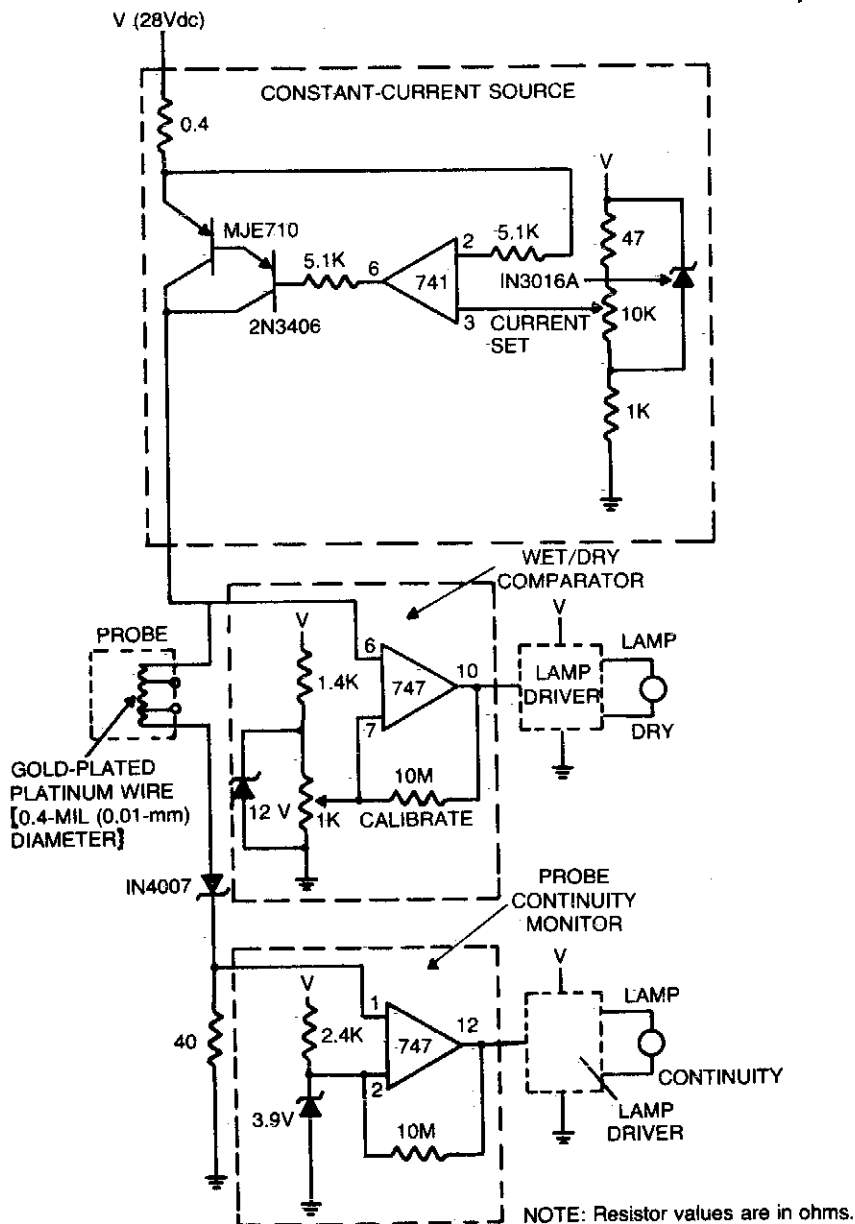 V (28Vdc)
CONSTANT-CURRENT SOURCE
0.4
V
MJE710
5.1K
2
5.1K
47
6
741
IN3016A
10K
2N3406
3
CURRENT
SET
1K
WET/DRY
COMPARATOR
PROBE
V
V
6
10
LAMP
1.4K
747
LAMP
DRIVER
7
DRY
GOLD-PLATED
PLATINUM WIRE
[0.4-MIL (0.01-mm)
DIAMETER]
10M
12 V
1K
CALIBRATE
IN4007
PROBE
CONTINUITY
MONITOR
V
V
1
12
LAMP
40
2.4K
747
2
CONTINUITY
3.9V
10M
LAMP
DRIVER
NOTE: Resistor values are in ohms.